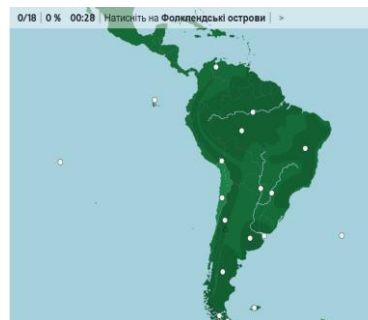 0/18 | 0 % 00:28 | Натисніть на Фолклендські острови | >